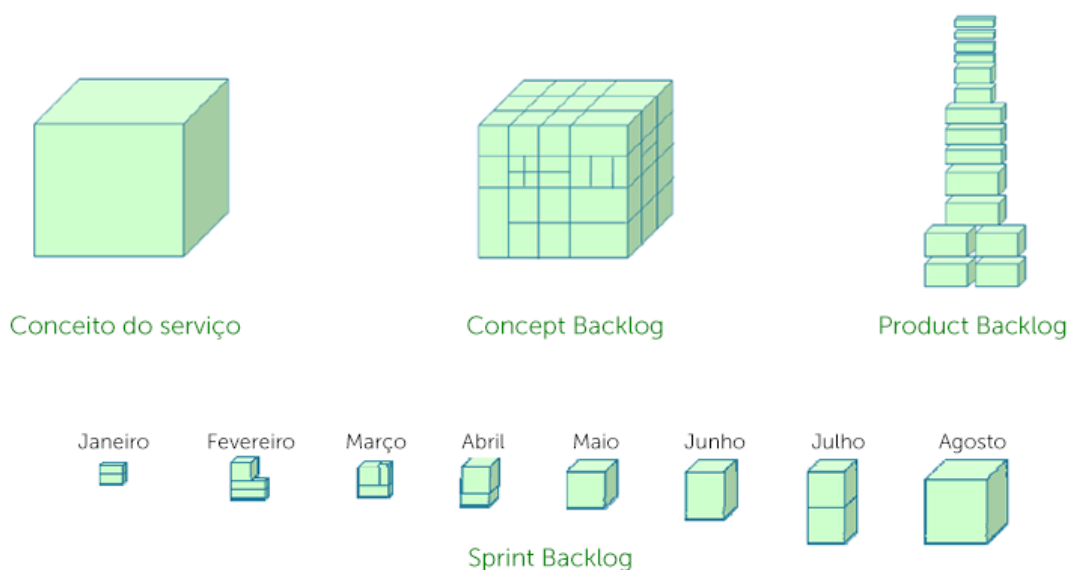 Conceito do serviço
Concept Backlog
Product Backlog
Janeiro
Fevereiro
Março
Abril
Maio
Junho
Julho
Agosto
Sprint Backlog